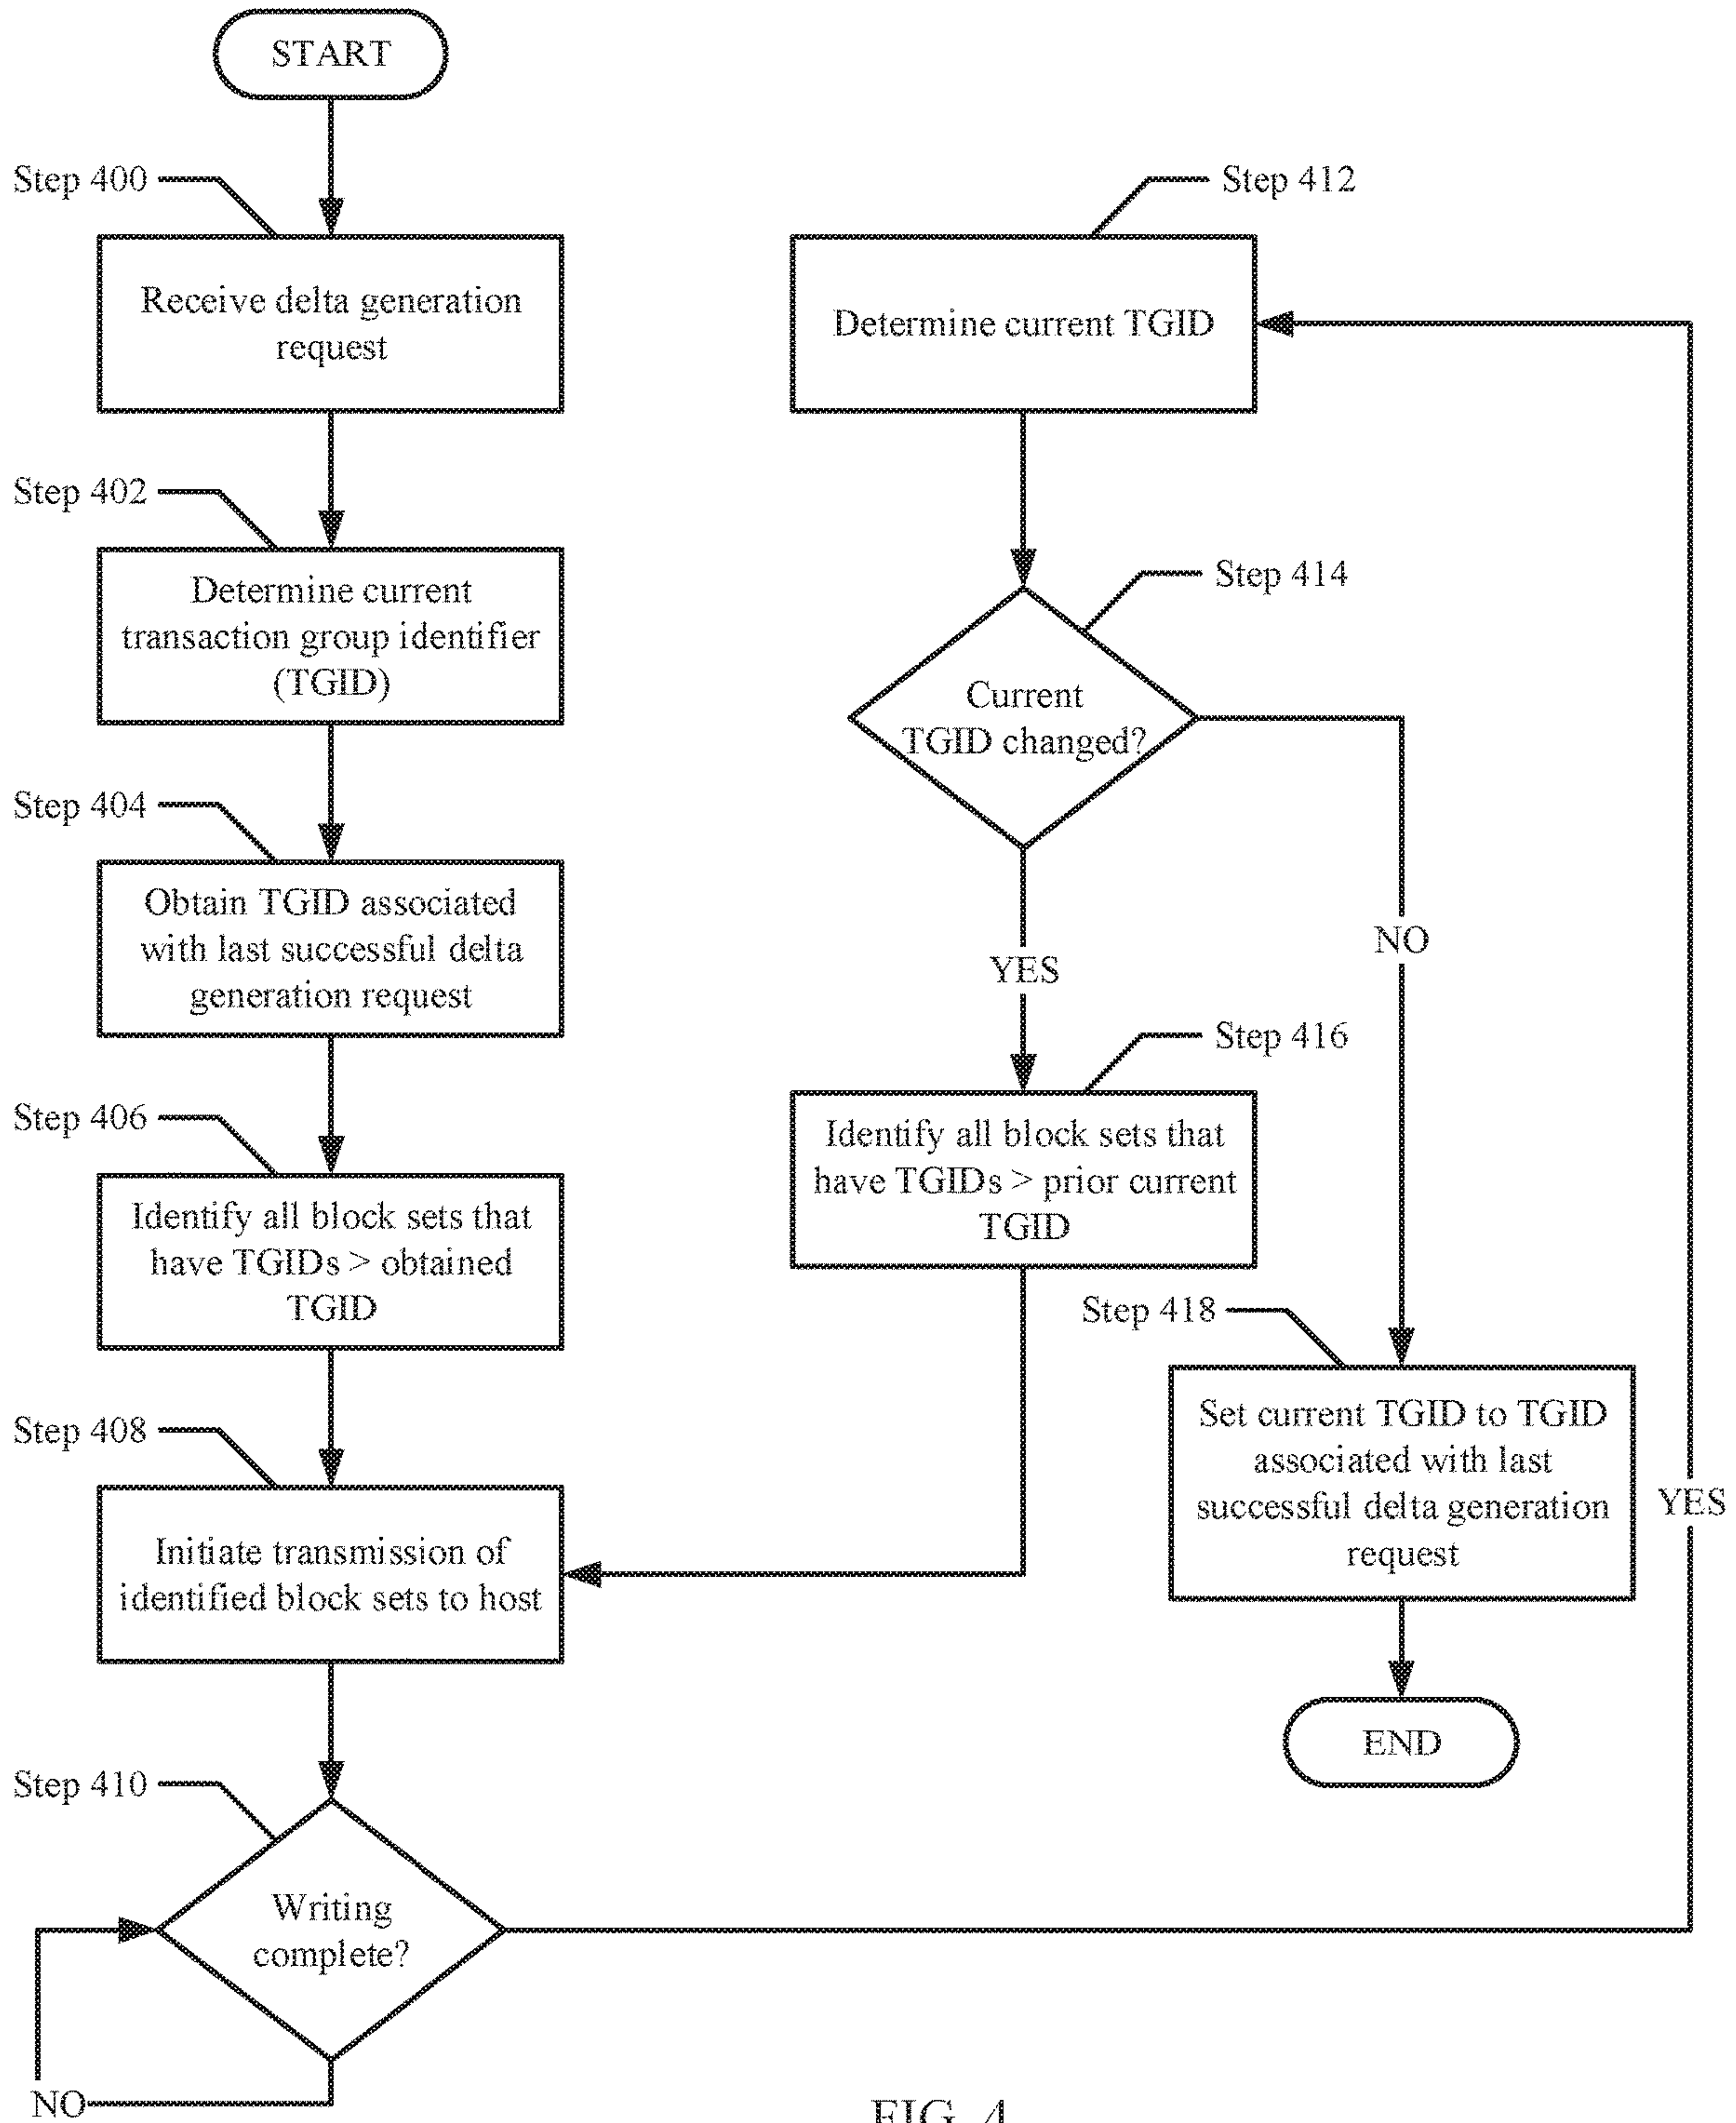 START
Step 400
Receive delta generation
request
Step 402
Determine current
transaction group identifier
(TGID)
Step 404
Obtain TGID associated
with last successful delta
generation request
Step 406
Identify all block sets that
have TGIDs > obtained
TGID
Step 408
Initiate transmission of
identified block sets to host
Step 410
Writing
complete?
NO
YES
Step 412
Determine current TGID
Step 414
Current
TGID changed?
YES
NO
Step 416
Identify all block sets that
have TGIDs > prior current
TGID
Step 418
Set current TGID to TGID
associated with last
successful delta generation
request
END
FIG. 4